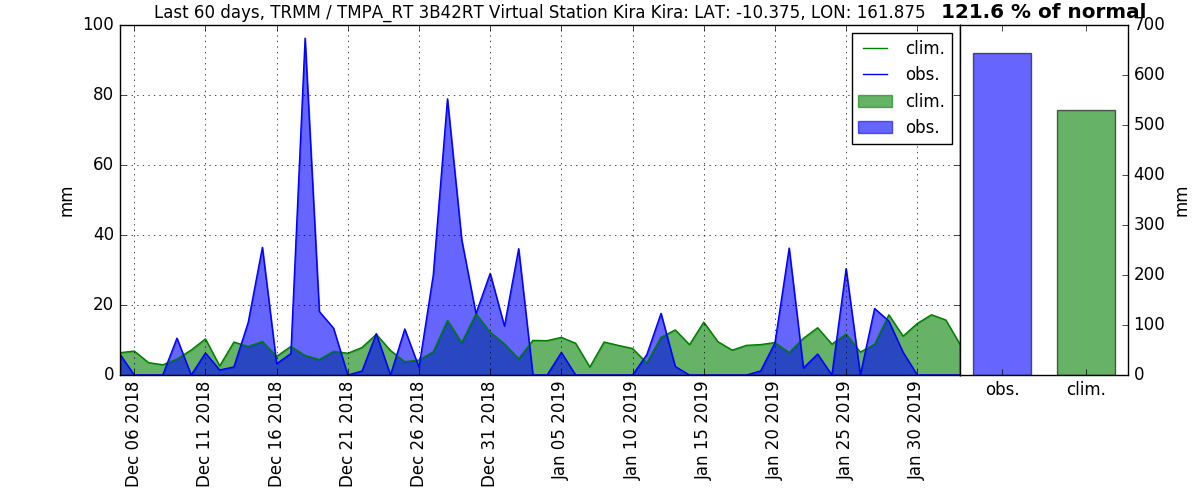 Last 60 days, TRMM / TMPA_RT 3B42RT Virtual Station Kira Kira: LAT: -10.375, LON: 161.875
121.6 % of normal
mm
100
80
60
40
20
0
clim.
obs.
clim.
obs.
700
600
500
400
300
200
100
0
mm
Dec 06 2018
Dec 11 2018
Dec 16 2018
Dec 21 2018
Dec 26 2018
Dec 31 2018
Jan 05 2019
Jan 10 2019
Jan 15 2019
Jan 20 2019
Jan 25 2019
Jan 30 2019
obs.
clim.